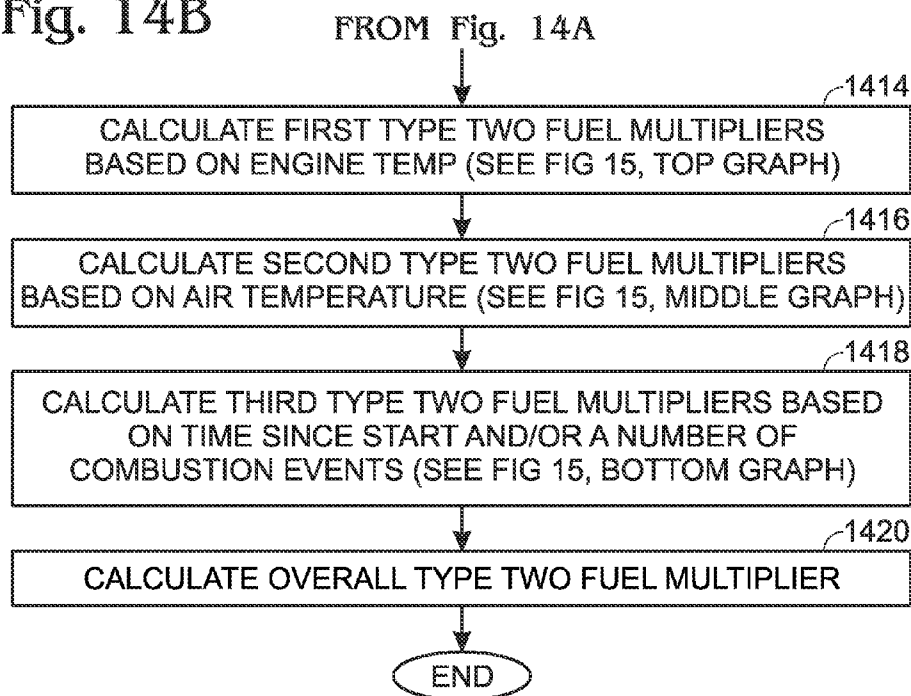 Fig. 14B
FROM Fig. 14A
1414
CALCULATE FIRST TYPE TWO FUEL MULTIPLIERS
BASED ON ENGINE TEMP (SEE FIG 15, TOP GRAPH)
1416
CALCULATE SECOND TYPE TWO FUEL MULTIPLIERS
BASED ON AIR TEMPERATURE (SEE FIG 15, MIDDLE GRAPH)
1418
CALCULATE THIRD TYPE TWO FUEL MULTIPLIERS BASED
ON TIME SINCE START AND/OR A NUMBER OF
COMBUSTION EVENTS (SEE FIG 15, BOTTOM GRAPH)
1420
CALCULATE OVERALL TYPE TWO FUEL MULTIPLIER
END